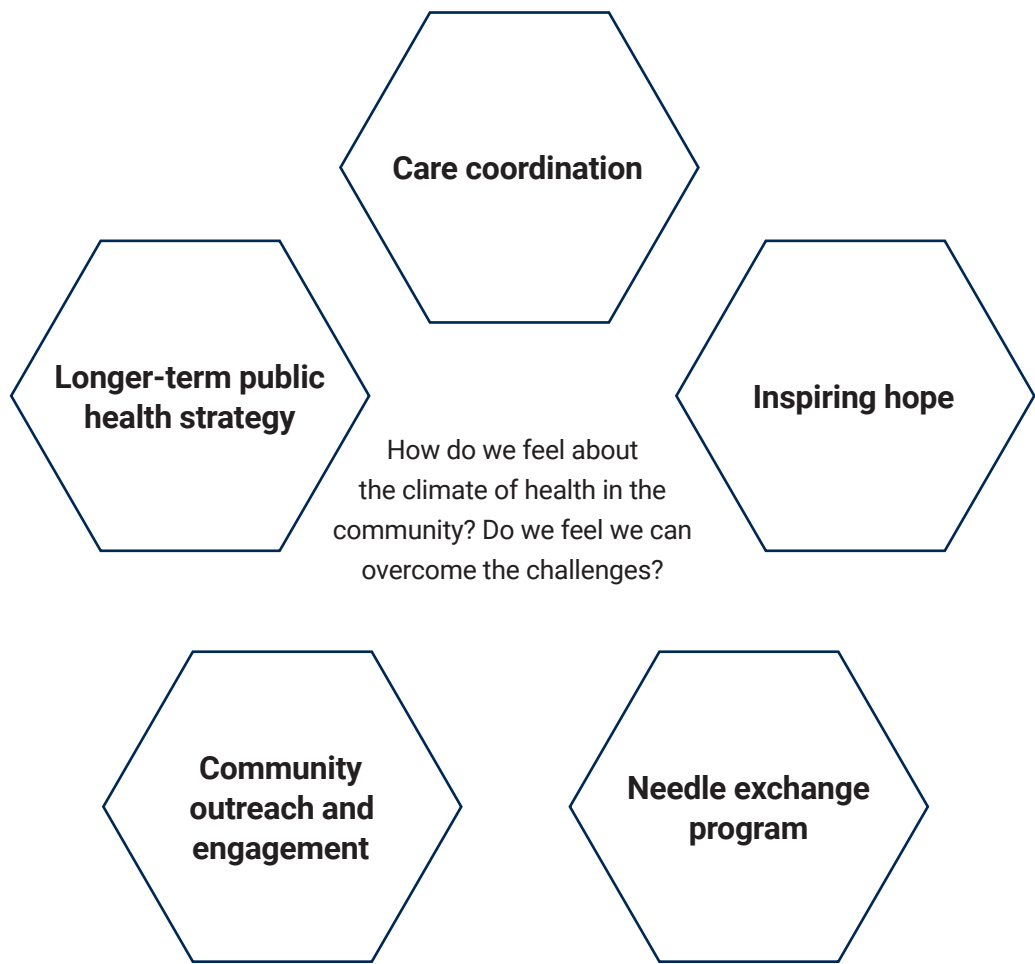 Care coordination
Longer-term public
health strategy
Inspiring hope
How do we feel about
the climate of health in the
community? Do we feel we can
overcome the challenges?
Community
outreach and
engagement
Needle exchange
program